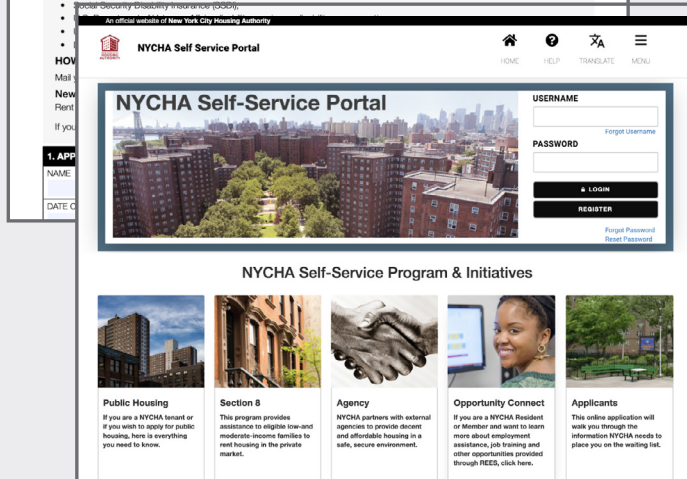 Social Security Disability Insurance (SSDI),
An official website of New York City Housing Authority
NYCHA Self Service Portal
HOME
HELP
TRANSLATE
MENU
HOW
Mail
New
Rent
If you
1. APP
NAME
DATE O
NYCHA Self-Service Portal
USERNAME
Forgot Username
PASSWORD
LOGIN
REGISTER
Forgot Password
Reset Password
NYCHA Self-Service Program & Initiatives
Public Housing
If you are a NYCHA tenant or
if you wish to apply for public
housing, here is everything
you need to know.
Section 8
This program provides
assistance to eligible low-and
moderate-income families to
rent housing in the private
market.
Agency
NYCHA partners with external
agencies to provide decent
and affordable housing in a
safe, secure environment.
Opportunity Connect
If you are a NYCHA Resident
or Member and want to learn
more about employment
assistance, job training and
other opportunities provided
through REES, click here.
Applicants
This online application will
walk you through the
information NYCHA needs to
place you on the waiting list.